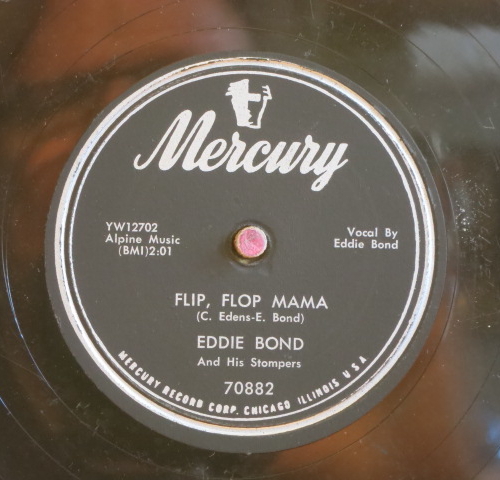 Mercury
YW12702
Alpine Music
(BMI)2:01
Vocal By
Eddie Bond
FLIP, FLOP MAMA
(C. Edens-E. Bond)
EDDIE BOND
And His Stompers
70882
MERCURY RECORD CORP. CHICAGO ILLINOIS U S A